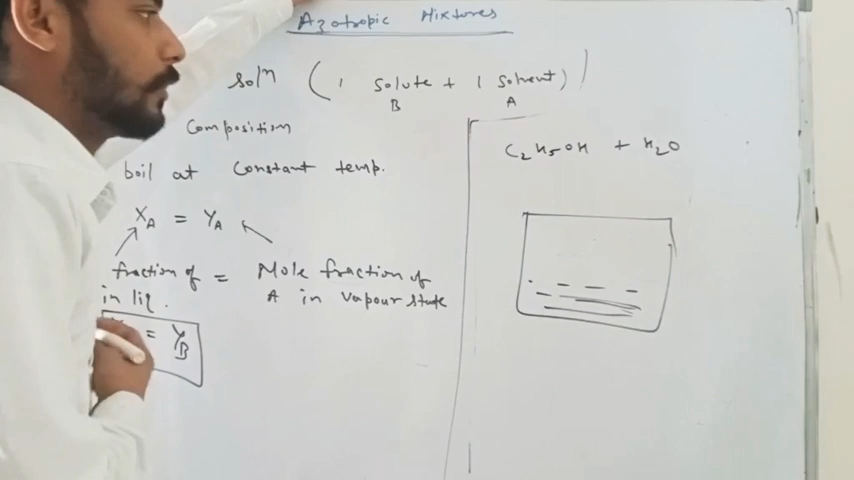 Azotropic Mixtures
soln ( 1 Solute + 1 Solvent )
B A
Composition
boil at Constant temp.
XA = YA
fraction of = Mole fraction of
in liq. A in vapour state
= YB
C2H5OH + H2O